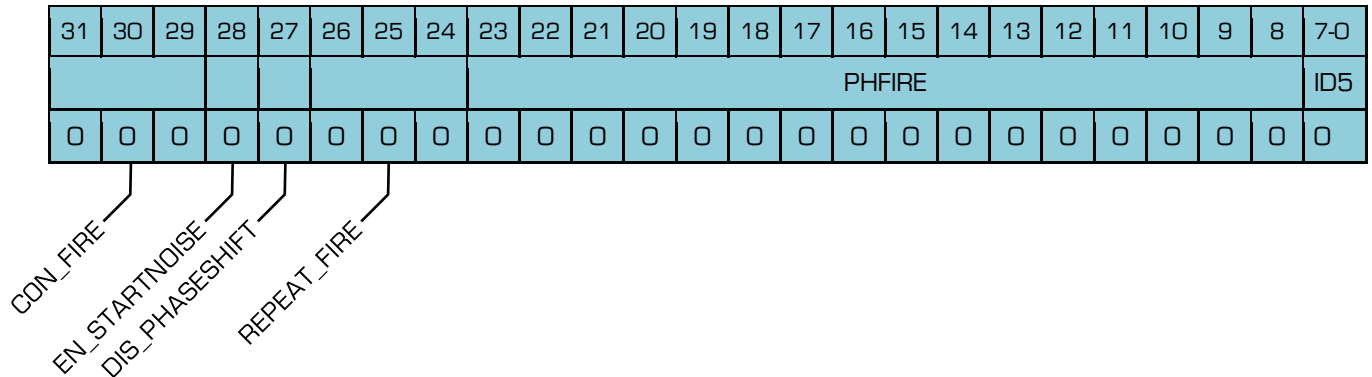 31 30 29 28 27 26 25 24 23 22 21 20 19 18 17 16 15 14 13 12 11 10 9 8 7-0
PHFIRE ID5
0 0 0 0 0 0 0 0 0 0 0 0 0 0 0 0 0 0 0 0 0 0 0 0 0
CON_FIRE
EN_STARTNOISE
DIS_PHASESHIFT
REPEAT_FIRE